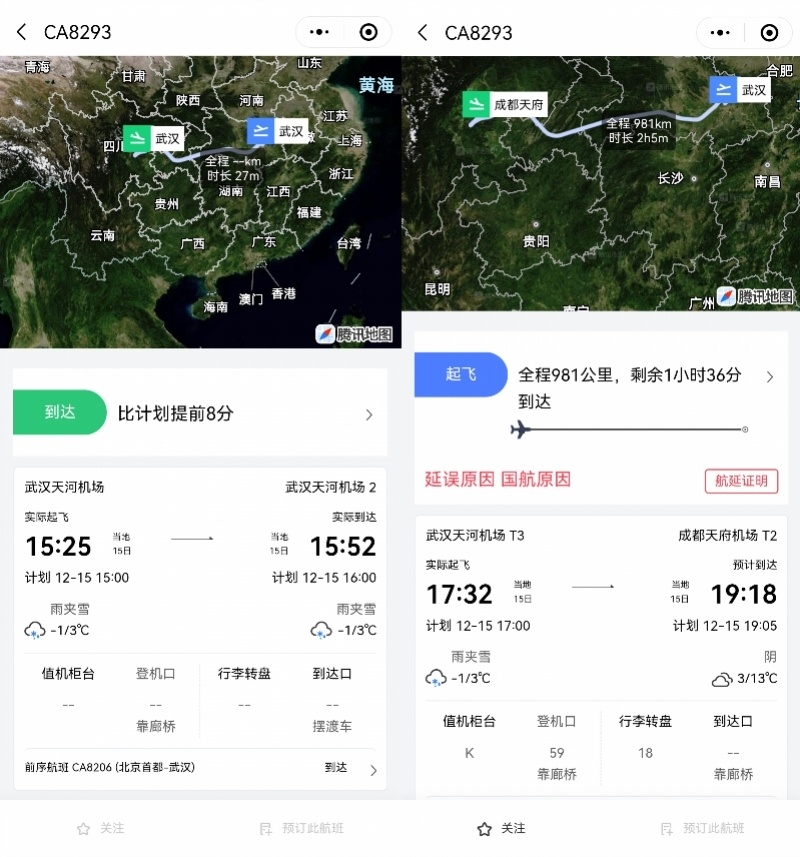 CA8293
青海
甘肃
山东
黄海
陕西
河南
江苏
四川
武汉
武汉
上海
全程 --km
时长 27m
浙江
湖南
江西
贵州
福建
云南
广西
广东
台湾
澳门
香港
海南
腾讯地图
到达
比计划提前8分
武汉天河机场
武汉天河机场 2
实际起飞
实际到达
15:25
当地
15日
当地
15日
15:52
计划 12-15 15:00
计划 12-15 16:00
雨夹雪
雨夹雪
-1/3℃
-1/3℃
值机柜台
登机口
行李转盘
到达口
--
--
--
--
靠廊桥
摆渡车
前序航班 CA8206 (北京首都-武汉)
到达
关注
预订此航班
CA8293
合肥
武汉
成都天府
全程 981km
时长 2h5m
长沙
南昌
贵阳
昆明
南宁
广州
腾讯地图
起飞
全程981公里，剩余1小时36分
到达
延误原因 国航原因
航延证明
武汉天河机场 T3
成都天府机场 T2
实际起飞
预计到达
17:32
当地
15日
当地
15日
19:18
计划 12-15 17:00
计划 12-15 19:05
雨夹雪
阴
-1/3℃
3/13℃
值机柜台
登机口
行李转盘
到达口
K
59
18
--
靠廊桥
靠廊桥
关注
预订此航班